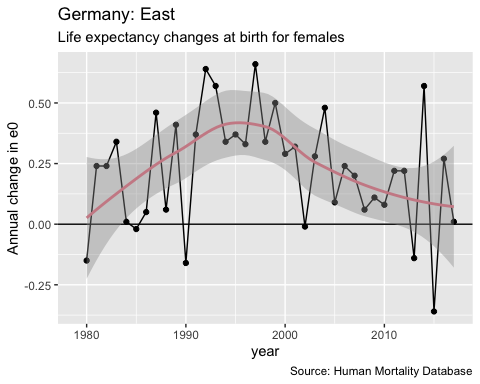 Germany: East
Life expectancy changes at birth for females
Annual change in e0
0.50
0.25
0.00
-0.25
1980 1990 2000 2010
year
Source: Human Mortality Database